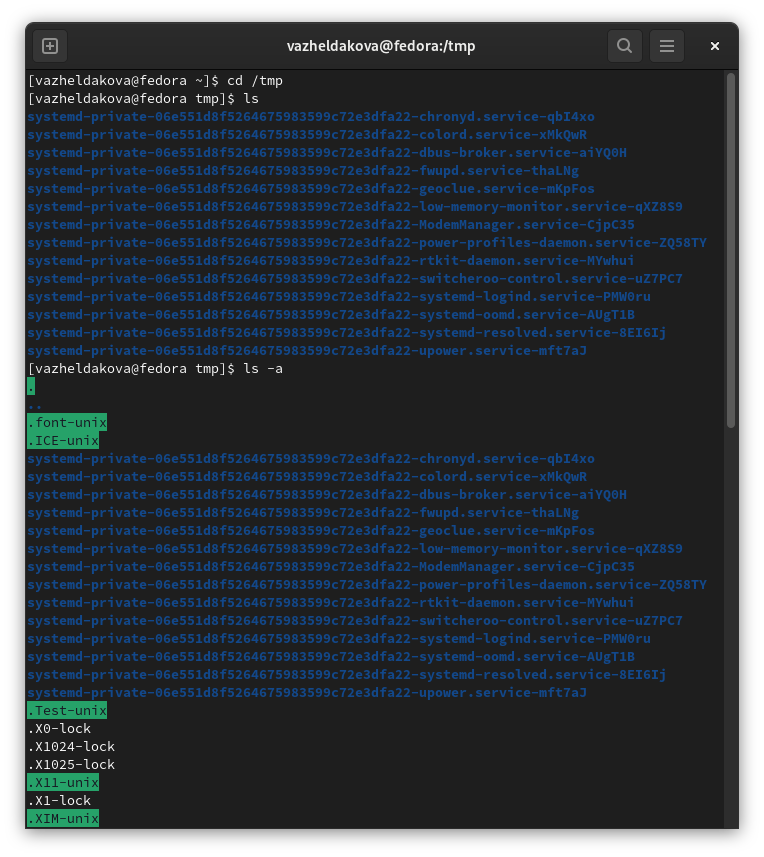 vazheldakova@fedora:/tmp
[vazheldakova@fedora ~]$ cd /tmp
[vazheldakova@fedora tmp]$ ls
systemd-private-06e551d8f5264675983599c72e3dfa22-chronyd.service-qbI4xo
systemd-private-06e551d8f5264675983599c72e3dfa22-colord.service-xMkQwR
systemd-private-06e551d8f5264675983599c72e3dfa22-dbus-broker.service-aiYQ0H
systemd-private-06e551d8f5264675983599c72e3dfa22-fwupd.service-thaLNg
systemd-private-06e551d8f5264675983599c72e3dfa22-geoclue.service-mKpFos
systemd-private-06e551d8f5264675983599c72e3dfa22-low-memory-monitor.service-qXZ8S9
systemd-private-06e551d8f5264675983599c72e3dfa22-ModemManager.service-CjpC35
systemd-private-06e551d8f5264675983599c72e3dfa22-power-profiles-daemon.service-ZQ58TY
systemd-private-06e551d8f5264675983599c72e3dfa22-rtkit-daemon.service-MYwhui
systemd-private-06e551d8f5264675983599c72e3dfa22-switcheroo-control.service-uZ7PC7
systemd-private-06e551d8f5264675983599c72e3dfa22-systemd-logind.service-PMW0ru
systemd-private-06e551d8f5264675983599c72e3dfa22-systemd-oomd.service-AUgT1B
systemd-private-06e551d8f5264675983599c72e3dfa22-systemd-resolved.service-8EI6Ij
systemd-private-06e551d8f5264675983599c72e3dfa22-upower.service-mft7aJ
[vazheldakova@fedora tmp]$ ls -a
.
..
.font-unix
.ICE-unix
systemd-private-06e551d8f5264675983599c72e3dfa22-chronyd.service-qbI4xo
systemd-private-06e551d8f5264675983599c72e3dfa22-colord.service-xMkQwR
systemd-private-06e551d8f5264675983599c72e3dfa22-dbus-broker.service-aiYQ0H
systemd-private-06e551d8f5264675983599c72e3dfa22-fwupd.service-thaLNg
systemd-private-06e551d8f5264675983599c72e3dfa22-geoclue.service-mKpFos
systemd-private-06e551d8f5264675983599c72e3dfa22-low-memory-monitor.service-qXZ8S9
systemd-private-06e551d8f5264675983599c72e3dfa22-ModemManager.service-CjpC35
systemd-private-06e551d8f5264675983599c72e3dfa22-power-profiles-daemon.service-ZQ58TY
systemd-private-06e551d8f5264675983599c72e3dfa22-rtkit-daemon.service-MYwhui
systemd-private-06e551d8f5264675983599c72e3dfa22-switcheroo-control.service-uZ7PC7
systemd-private-06e551d8f5264675983599c72e3dfa22-systemd-logind.service-PMW0ru
systemd-private-06e551d8f5264675983599c72e3dfa22-systemd-oomd.service-AUgT1B
systemd-private-06e551d8f5264675983599c72e3dfa22-systemd-resolved.service-8EI6Ij
systemd-private-06e551d8f5264675983599c72e3dfa22-upower.service-mft7aJ
.Test-unix
.X0-lock
.X1024-lock
.X1025-lock
.X11-unix
.X1-lock
.XIM-unix